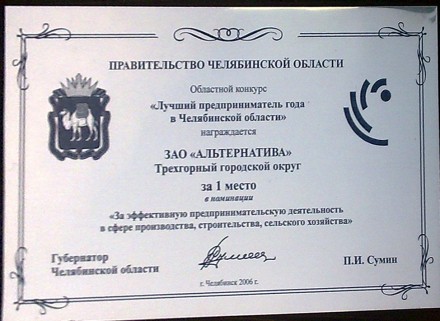 ПРАВИТЕЛЬСТВО ЧЕЛЯБИНСКОЙ ОБЛАСТИ
Областной конкурс
«Лучший предприниматель года
в Челябинской области»
награждается
ЗАО «АЛЬТЕРНАТИВА»
Трехгорный городской округ
за 1 место
в номинации
«За эффективную предпринимательскую деятельность
в сфере производства, строительства, сельского хозяйства»
Губернатор
Челябинской области
П.И. Сумин
г. Челябинск 2006 г.